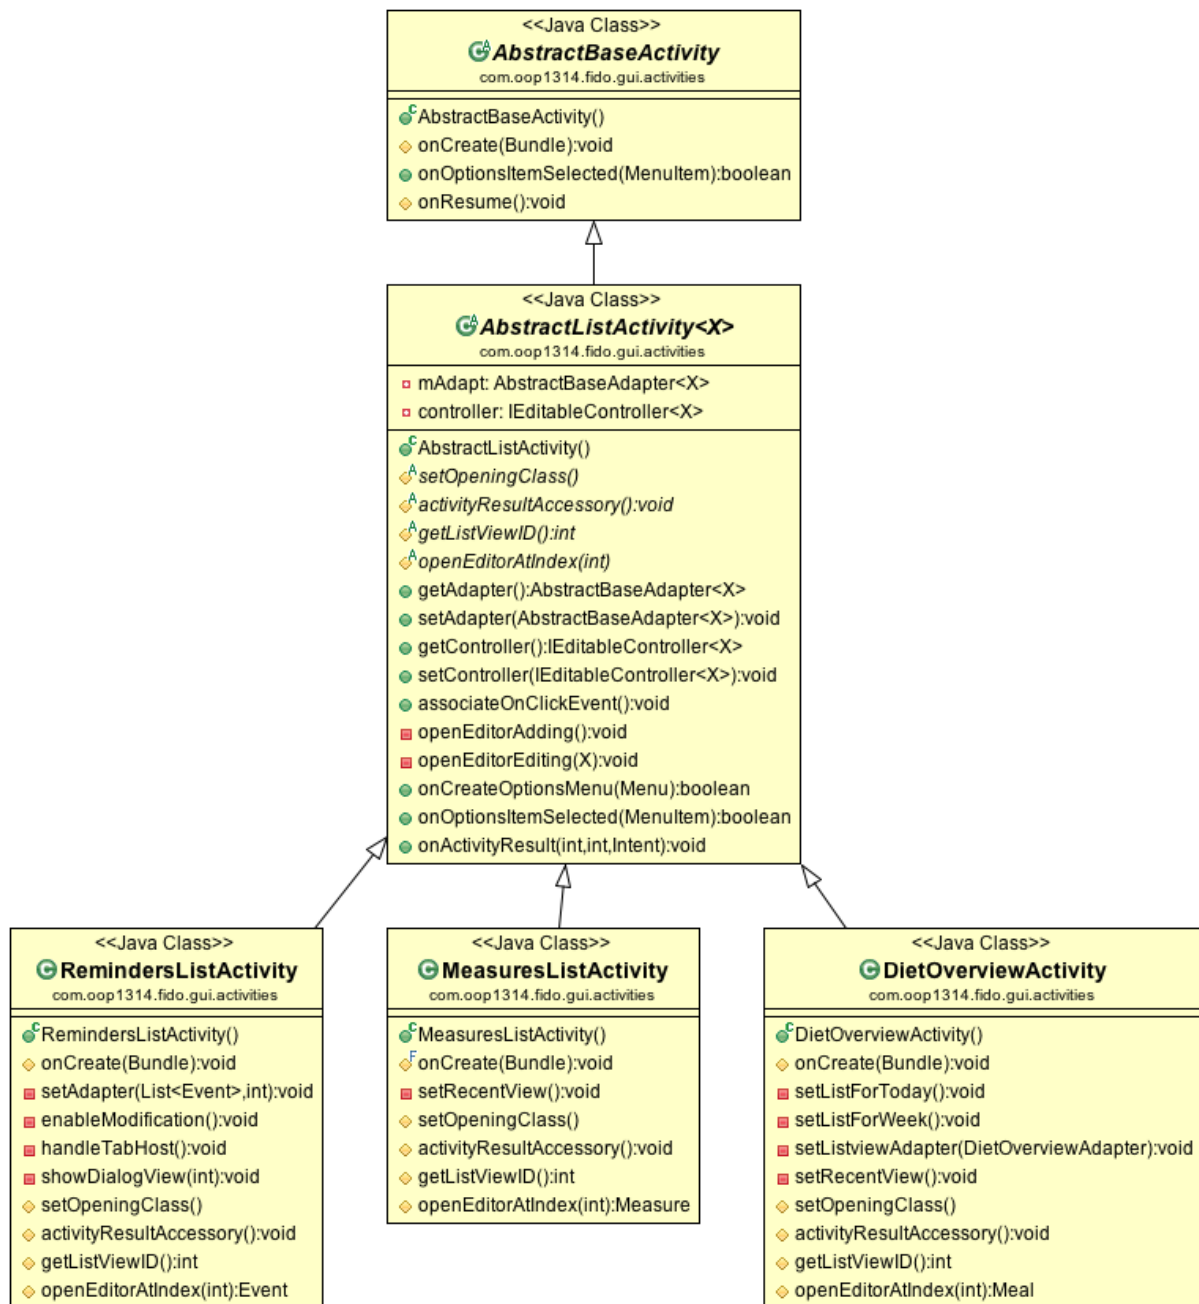 <<Java Class>>
AbstractBaseActivity
com.oop1314.fido.gui.activities
AbstractBaseActivity()
onCreate(Bundle):void
onOptionsItemSelected(MenuItem):boolean
onResume():void
<<Java Class>>
AbstractListActivity<X>
com.oop1314.fido.gui.activities
mAdapt: AbstractBaseAdapter<X>
controller: IEditableController<X>
AbstractListActivity()
setOpeningClass()
activityResultAccessory():void
getListViewID():int
openEditorAtIndex(int)
getAdapter():AbstractBaseAdapter<X>
setAdapter(AbstractBaseAdapter<X>):void
getController():IEditableController<X>
setController(IEditableController<X>):void
associateOnClickEvent():void
openEditorAdding():void
openEditorEditing(X):void
onCreateOptionsMenu(Menu):boolean
onOptionsItemSelected(MenuItem):boolean
onActivityResult(int,int,Intent):void
<<Java Class>>
RemindersListActivity
com.oop1314.fido.gui.activities
RemindersListActivity()
onCreate(Bundle):void
setAdapter(List<Event>,int):void
enableModification():void
handleTabHost():void
showDialogView(int):void
setOpeningClass()
activityResultAccessory():void
getListViewID():int
openEditorAtIndex(int):Event
<<Java Class>>
MeasuresListActivity
com.oop1314.fido.gui.activities
MeasuresListActivity()
onCreate(Bundle):void
setRecentView():void
setOpeningClass()
activityResultAccessory():void
getListViewID():int
openEditorAtIndex(int):Measure
<<Java Class>>
DietOverviewActivity
com.oop1314.fido.gui.activities
DietOverviewActivity()
onCreate(Bundle):void
setListForToday():void
setListForWeek():void
setListviewAdapter(DietOverviewAdapter):void
setRecentView():void
setOpeningClass()
activityResultAccessory():void
getListViewID():int
openEditorAtIndex(int):Meal